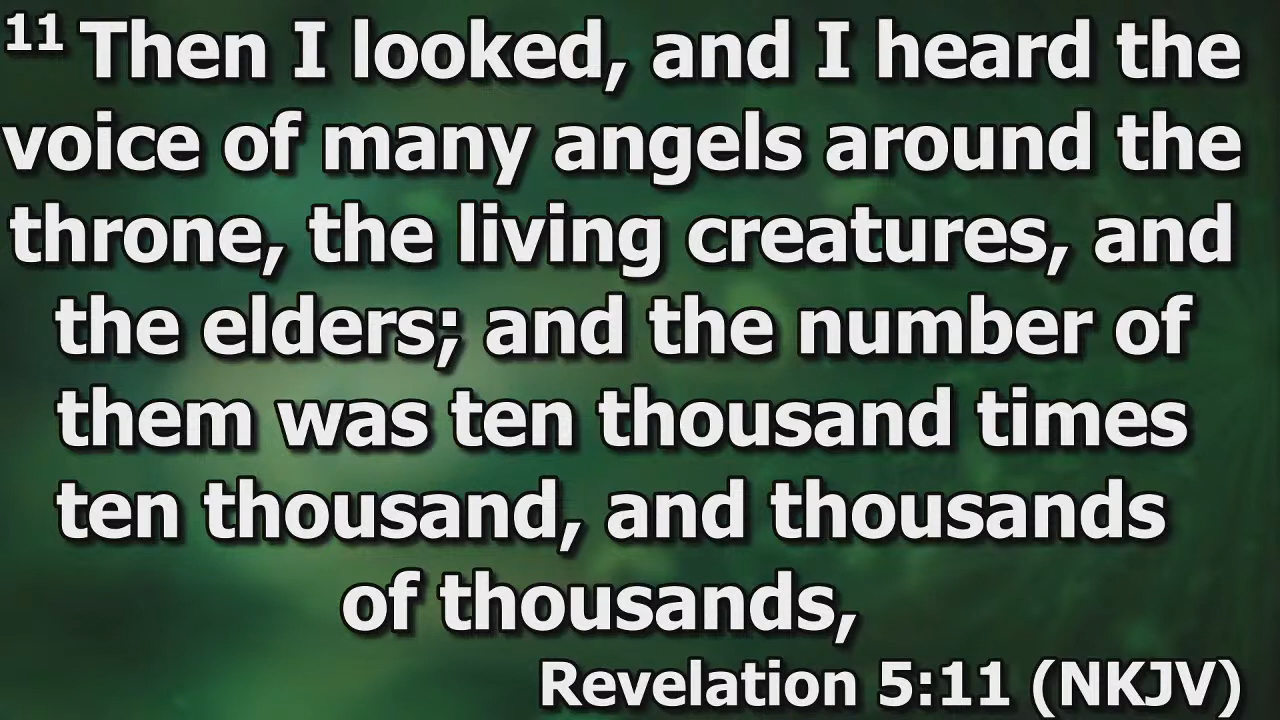 11 Then I looked, and I heard the
voice of many angels around the
throne, the living creatures, and
the elders; and the number of
them was ten thousand times
ten thousand, and thousands
of thousands,
Revelation 5:11 (NKJV)